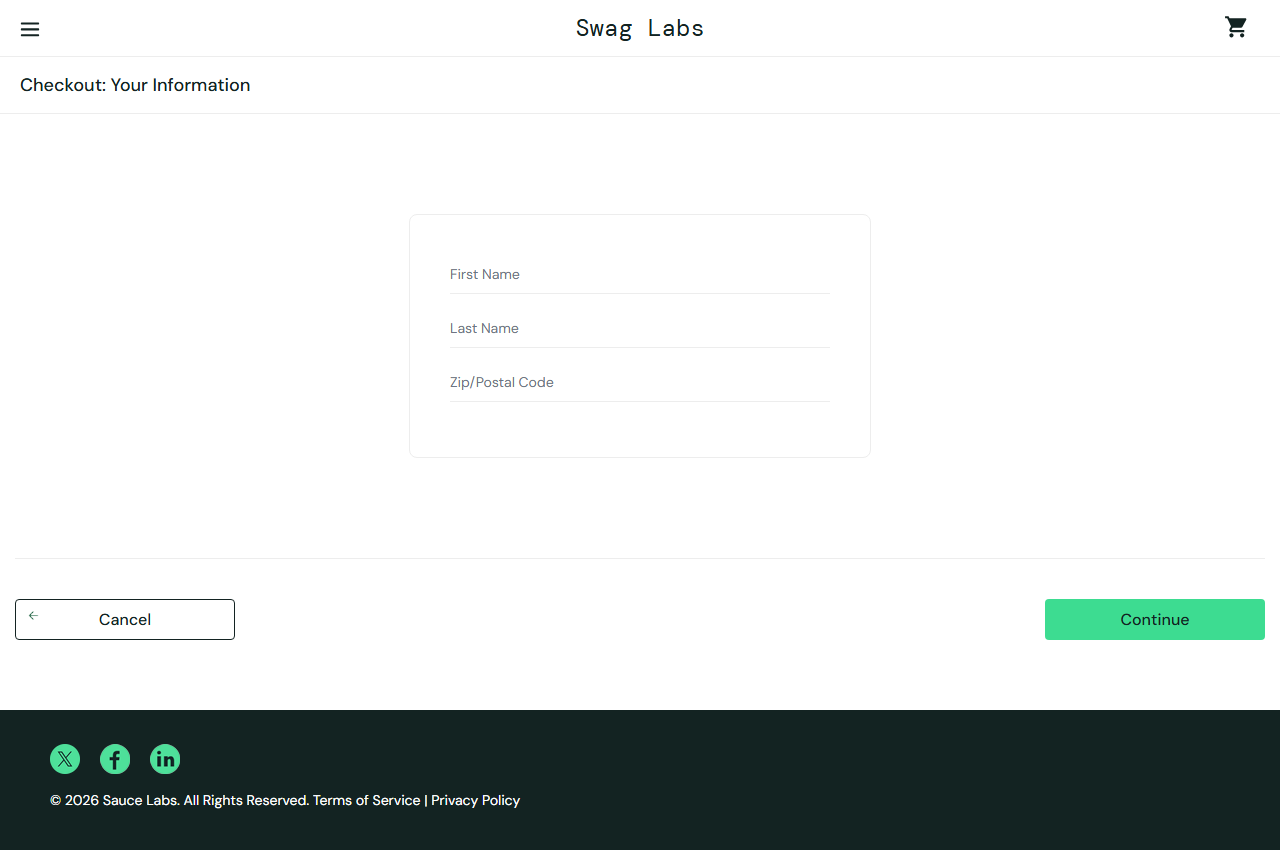 Swag Labs
Checkout: Your Information
First Name
Last Name
Zip/Postal Code
Cancel
Continue
© 2026 Sauce Labs. All Rights Reserved. Terms of Service | Privacy Policy